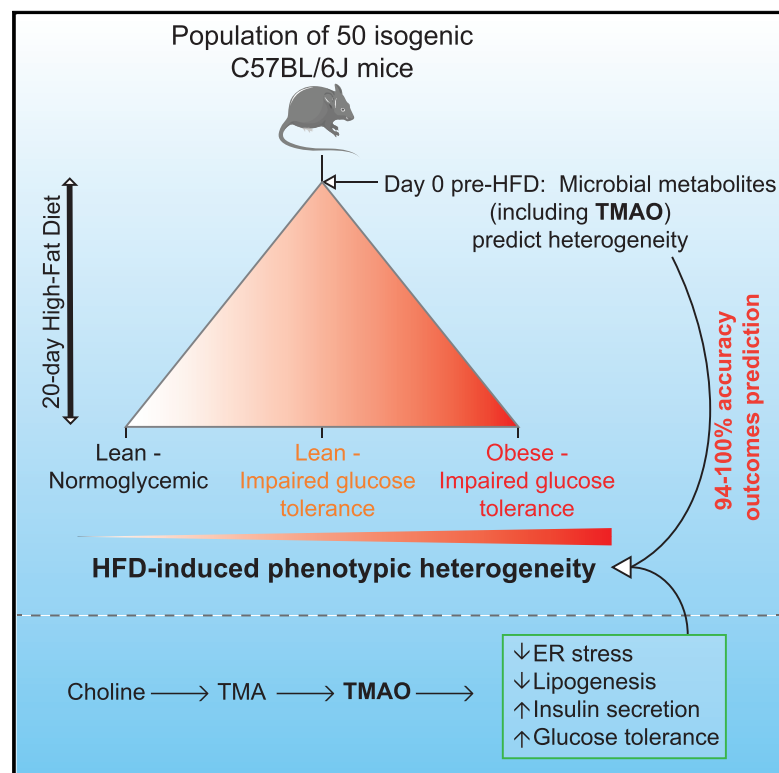 Population of 50 isogenic
C57BL/6J mice
Day 0 pre-HFD: Microbial metabolites
(including TMAO)
predict heterogeneity
20-day High-Fat Diet
94-100% accuracy
outcomes prediction
Lean -
Normoglycemic
Lean -
Impaired glucose
tolerance
Obese -
Impaired glucose
tolerance
HFD-induced phenotypic heterogeneity
Choline → TMA → TMAO →
↓ER stress
↓Lipogenesis
↑Insulin secretion
↑Glucose tolerance